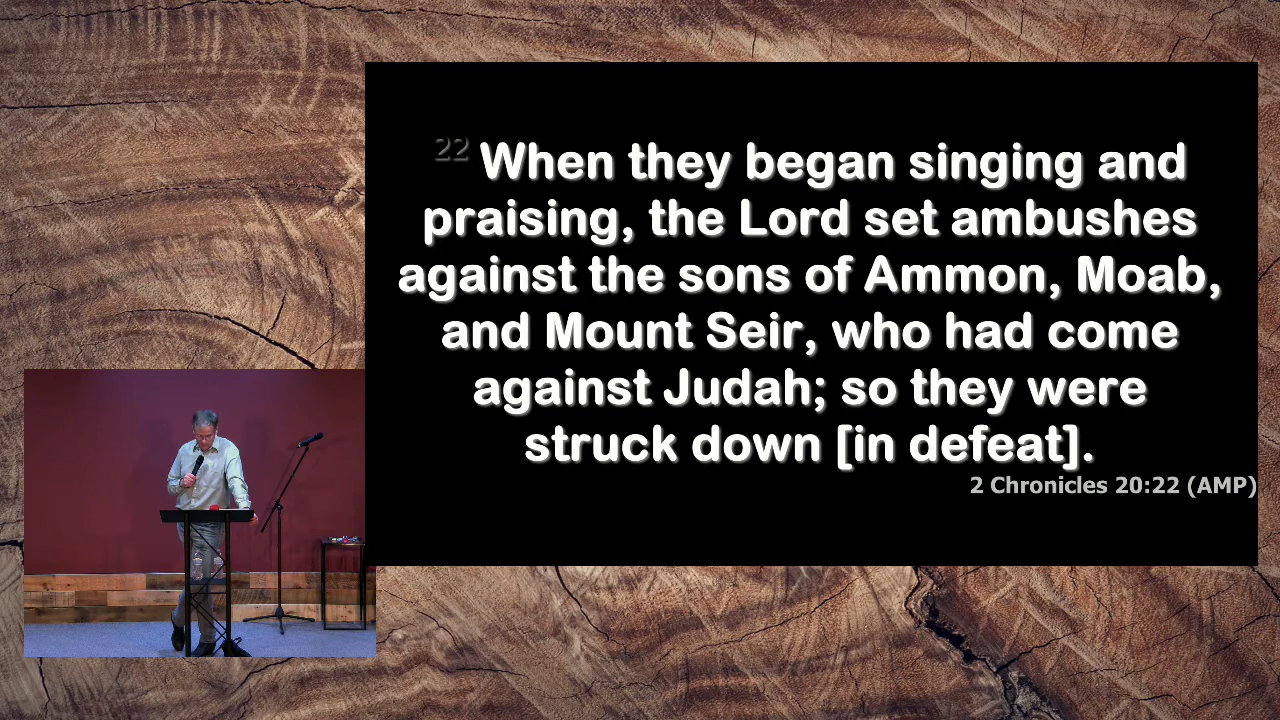 22 When they began singing and
praising, the Lord set ambushes
against the sons of Ammon, Moab,
and Mount Seir, who had come
against Judah; so they were
struck down [in defeat].
2 Chronicles 20:22 (AMP)